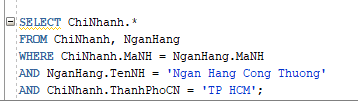 SELECT ChiNhanh.*
FROM ChiNhanh, NganHang
WHERE ChiNhanh.MaNH = NganHang.MaNH
AND NganHang.TenNH = 'Ngan Hang Cong Thuong'
AND ChiNhanh.ThanhPhoCN = 'TP HCM';